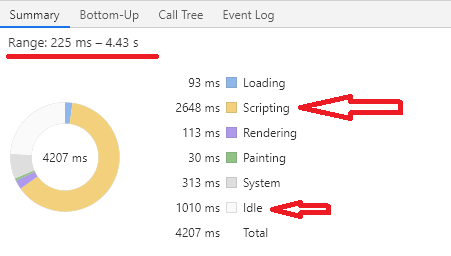 Summary Bottom-Up Call Tree Event Log
Range: 225 ms – 4.43 s
93 ms Loading
2648 ms Scripting
113 ms Rendering
4207 ms
30 ms Painting
313 ms System
1010 ms Idle
4207 ms Total